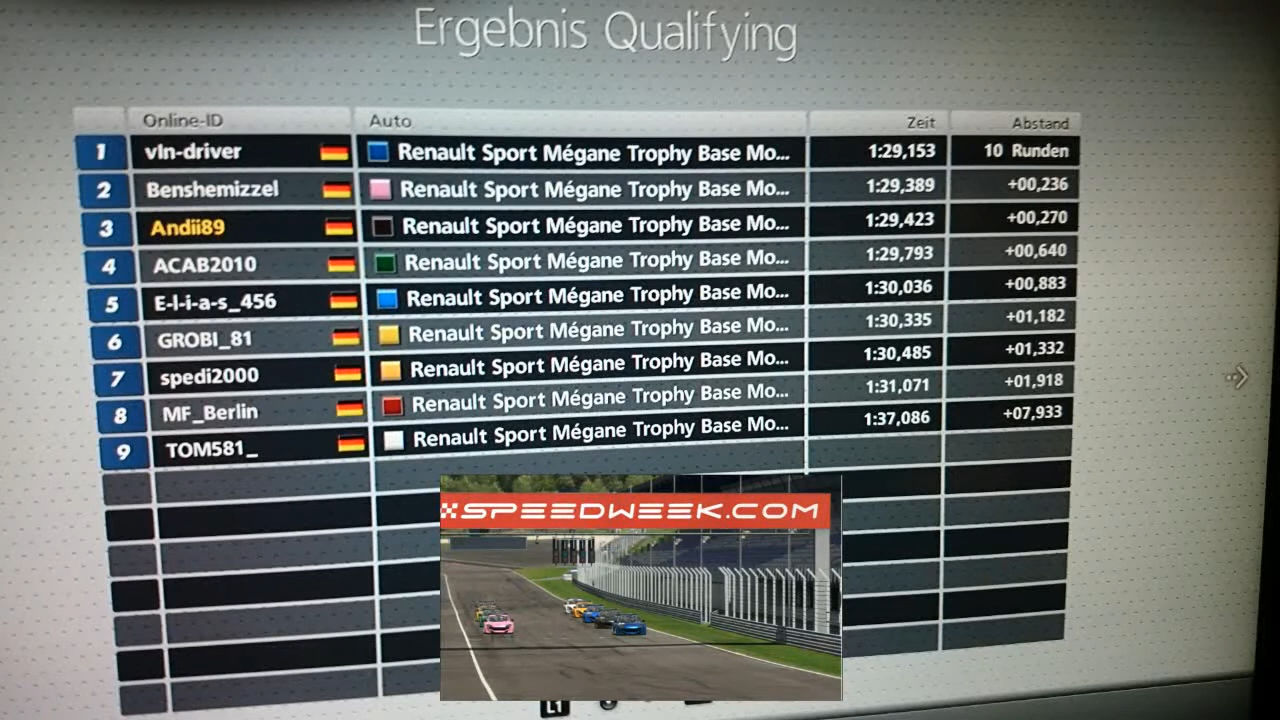 Ergebnis Qualifying
Online-ID Auto Zeit Abstand
1 vln-driver Renault Sport Mégane Trophy Base Mo... 1:29,153 10 Runden
2 Benshemizzel Renault Sport Mégane Trophy Base Mo... 1:29,389 +00,236
3 Andii89 Renault Sport Mégane Trophy Base Mo... 1:29,423 +00,270
4 ACAB2010 Renault Sport Mégane Trophy Base Mo... 1:29,793 +00,640
5 E-l-i-a-s_456 Renault Sport Mégane Trophy Base Mo... 1:30,036 +00,883
6 GROBI_81 Renault Sport Mégane Trophy Base Mo... 1:30,335 +01,182
7 spedi2000 Renault Sport Mégane Trophy Base Mo... 1:30,485 +01,332
8 MF_Berlin Renault Sport Mégane Trophy Base Mo... 1:31,071 +01,918
9 TOM581_ Renault Sport Mégane Trophy Base Mo... 1:37,086 +07,933
SPEEDWEEK.COM
L1